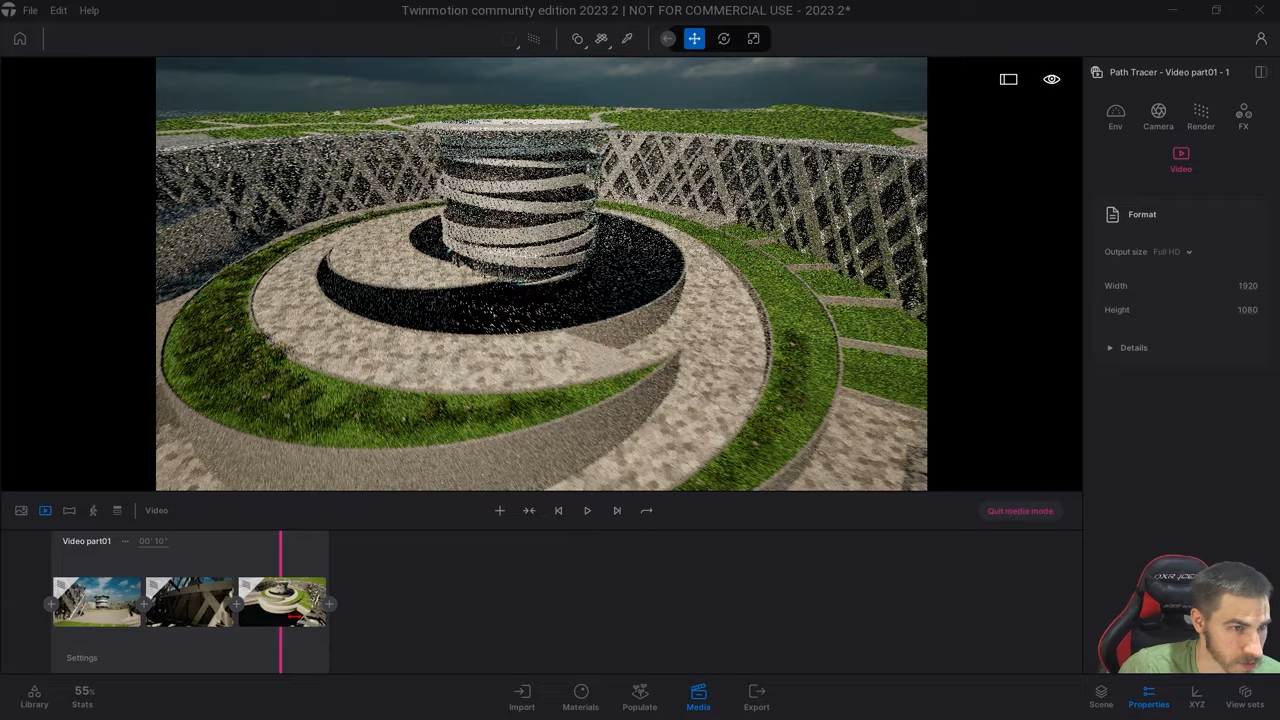 File Edit Help
Twinmotion community edition 2023.2 | NOT FOR COMMERCIAL USE - 2023.2*
Path Tracer - Video part01 - 1
Env Camera Render FX
Video
Format
Output size Full HD
Width 1920
Height 1080
Details
Video
Quit media mode
Video part01 ··· 00'10"
Settings
55%
Library Stats Import Materials Populate Media Export Scene Properties XYZ View sets